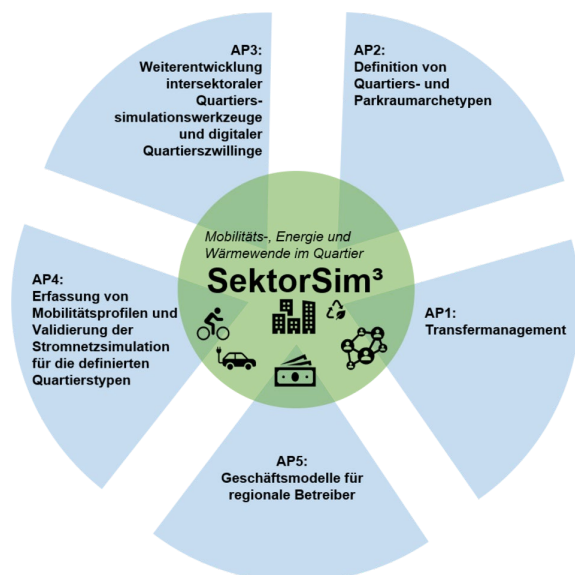 AP3:
Weiterentwicklung
intersektoraler
Quartiers-
simulationswerkzeuge
und digitaler
Quartierszwillinge
AP2:
Definition von
Quartiers- und
Parkraumarchetypen
Mobilitäts-, Energie und
Wärmewende im Quartier
SektorSim³
AP4:
Erfassung von
Mobilitätsprofilen und
Validierung der
Stromnetzsimulation
für die definierten
Quartierstypen
AP1:
Transfermanagement
AP5:
Geschäftsmodelle für
regionale Betreiber